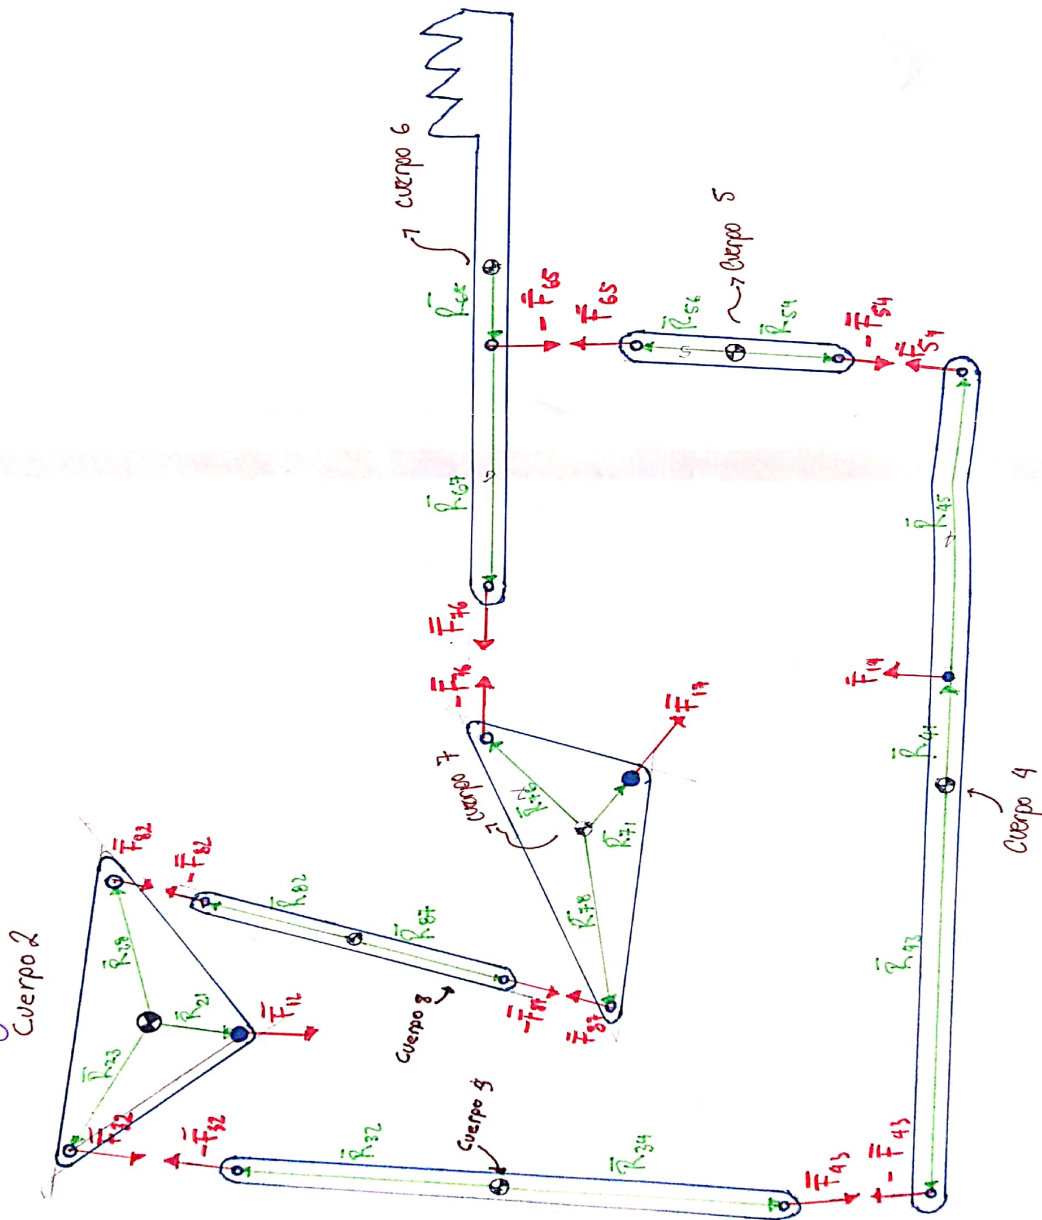 Cuerpo 2
R̄23
R̄28
R̄21
F̄12
F̄32
-F̄32
F̄82
-F̄82
R̄82
R̄87
Cuerpo 8
-F̄87
F̄87
R̄32
Cuerpo 3
R̄34
F̄43
-F̄43
cuerpo 7
R̄76
R̄71
R̄78
F̄17
-F̄76
F̄76
R̄67
R̄65
cuerpo 6
-F̄65
F̄65
R̄56
R̄54
Cuerpo 5
-F̄54
F̄54
R̄45
F̄14
R̄41
R̄43
Cuerpo 4